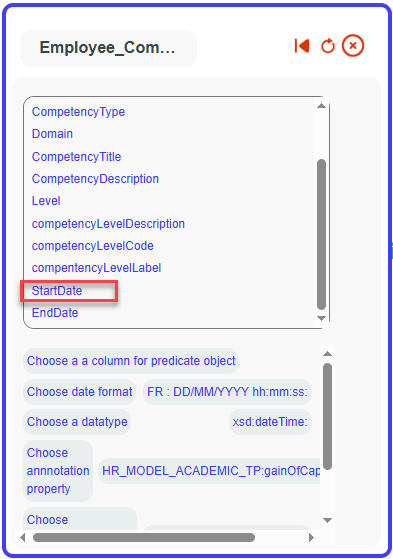 Employee_Com...
CompetencyType
Domain
CompetencyTitle
CompetencyDescription
Level
competencyLevelDescription
competencyLevelCode
compentencyLevelLabel
StartDate
EndDate
Choose a a column for predicate object
Choose date format FR : DD/MM/YYYY hh:mm:ss:
Choose a datatype xsd:dateTime:
Choose
annnotation HR_MODEL_ACADEMIC_TP:gainOfCap
property
Choose